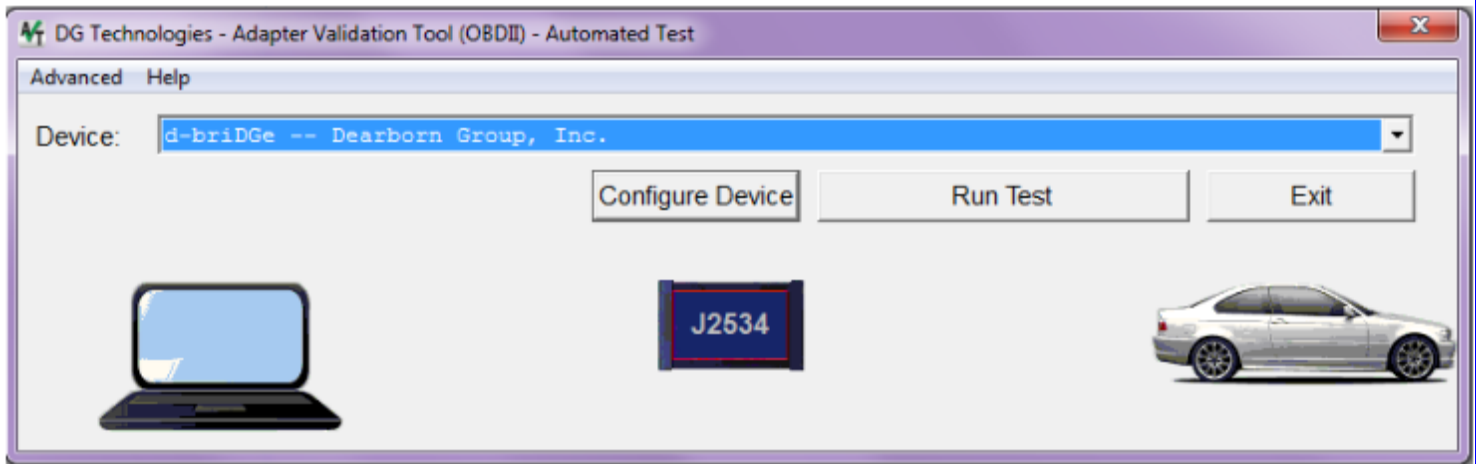 DG Technologies - Adapter Validation Tool (OBDII) - Automated Test
Advanced Help
Device: d-briDGe -- Dearborn Group, Inc.
Configure Device Run Test Exit
J2534